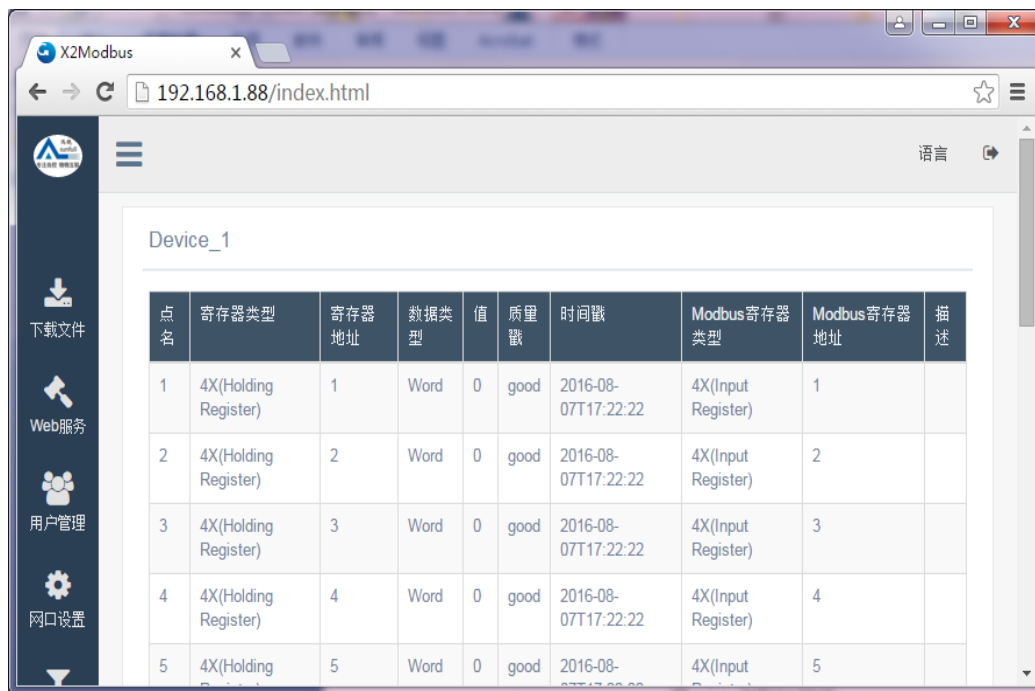 X2Modbus
192.168.1.88/index.html
sunfull
语言
Device_1
下载文件
Web服务
用户管理
网口设置
点名 寄存器类型 寄存器地址 数据类型 值 质量戳 时间戳 Modbus寄存器类型 Modbus寄存器地址 描述
1 4X(Holding Register) 1 Word 0 good 2016-08-07T17:22:22 4X(Input Register) 1
2 4X(Holding Register) 2 Word 0 good 2016-08-07T17:22:22 4X(Input Register) 2
3 4X(Holding Register) 3 Word 0 good 2016-08-07T17:22:22 4X(Input Register) 3
4 4X(Holding Register) 4 Word 0 good 2016-08-07T17:22:22 4X(Input Register) 4
5 4X(Holding 5 Word 0 good 2016-08- 4X(Input 5